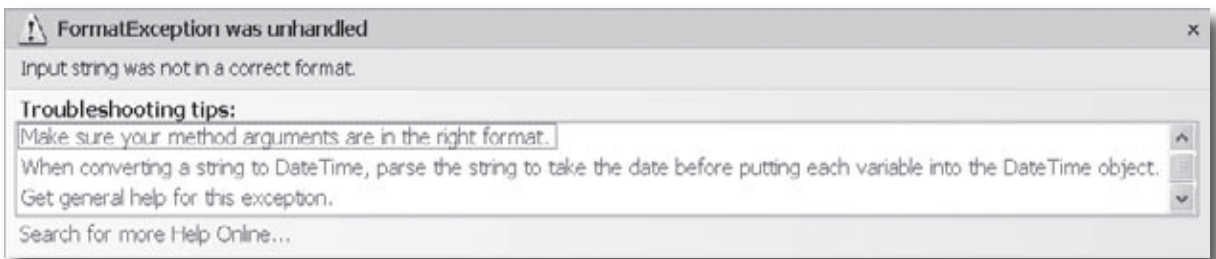 FormatException was unhandled
Input string was not in a correct format.
Troubleshooting tips:
Make sure your method arguments are in the right format.
When converting a string to DateTime, parse the string to take the date before putting each variable into the DateTime object.
Get general help for this exception.
Search for more Help Online...